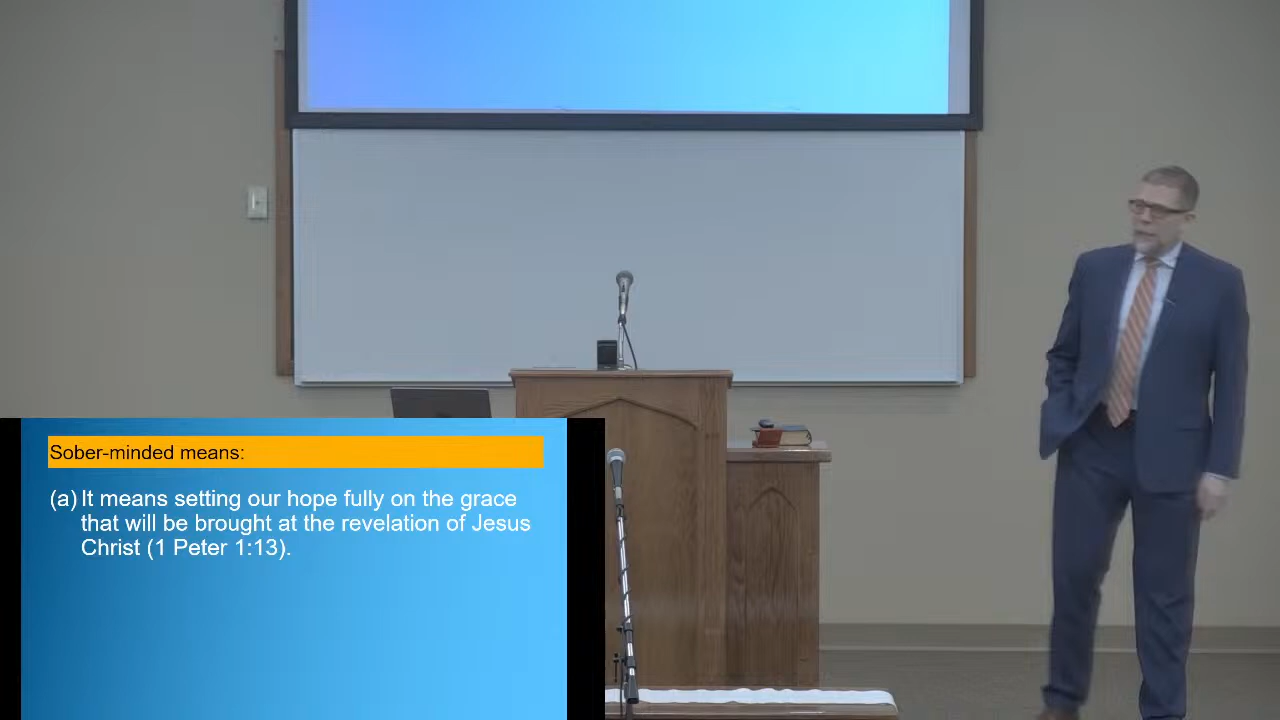 Sober-minded means:
(a) It means setting our hope fully on the grace
that will be brought at the revelation of Jesus
Christ (1 Peter 1:13).